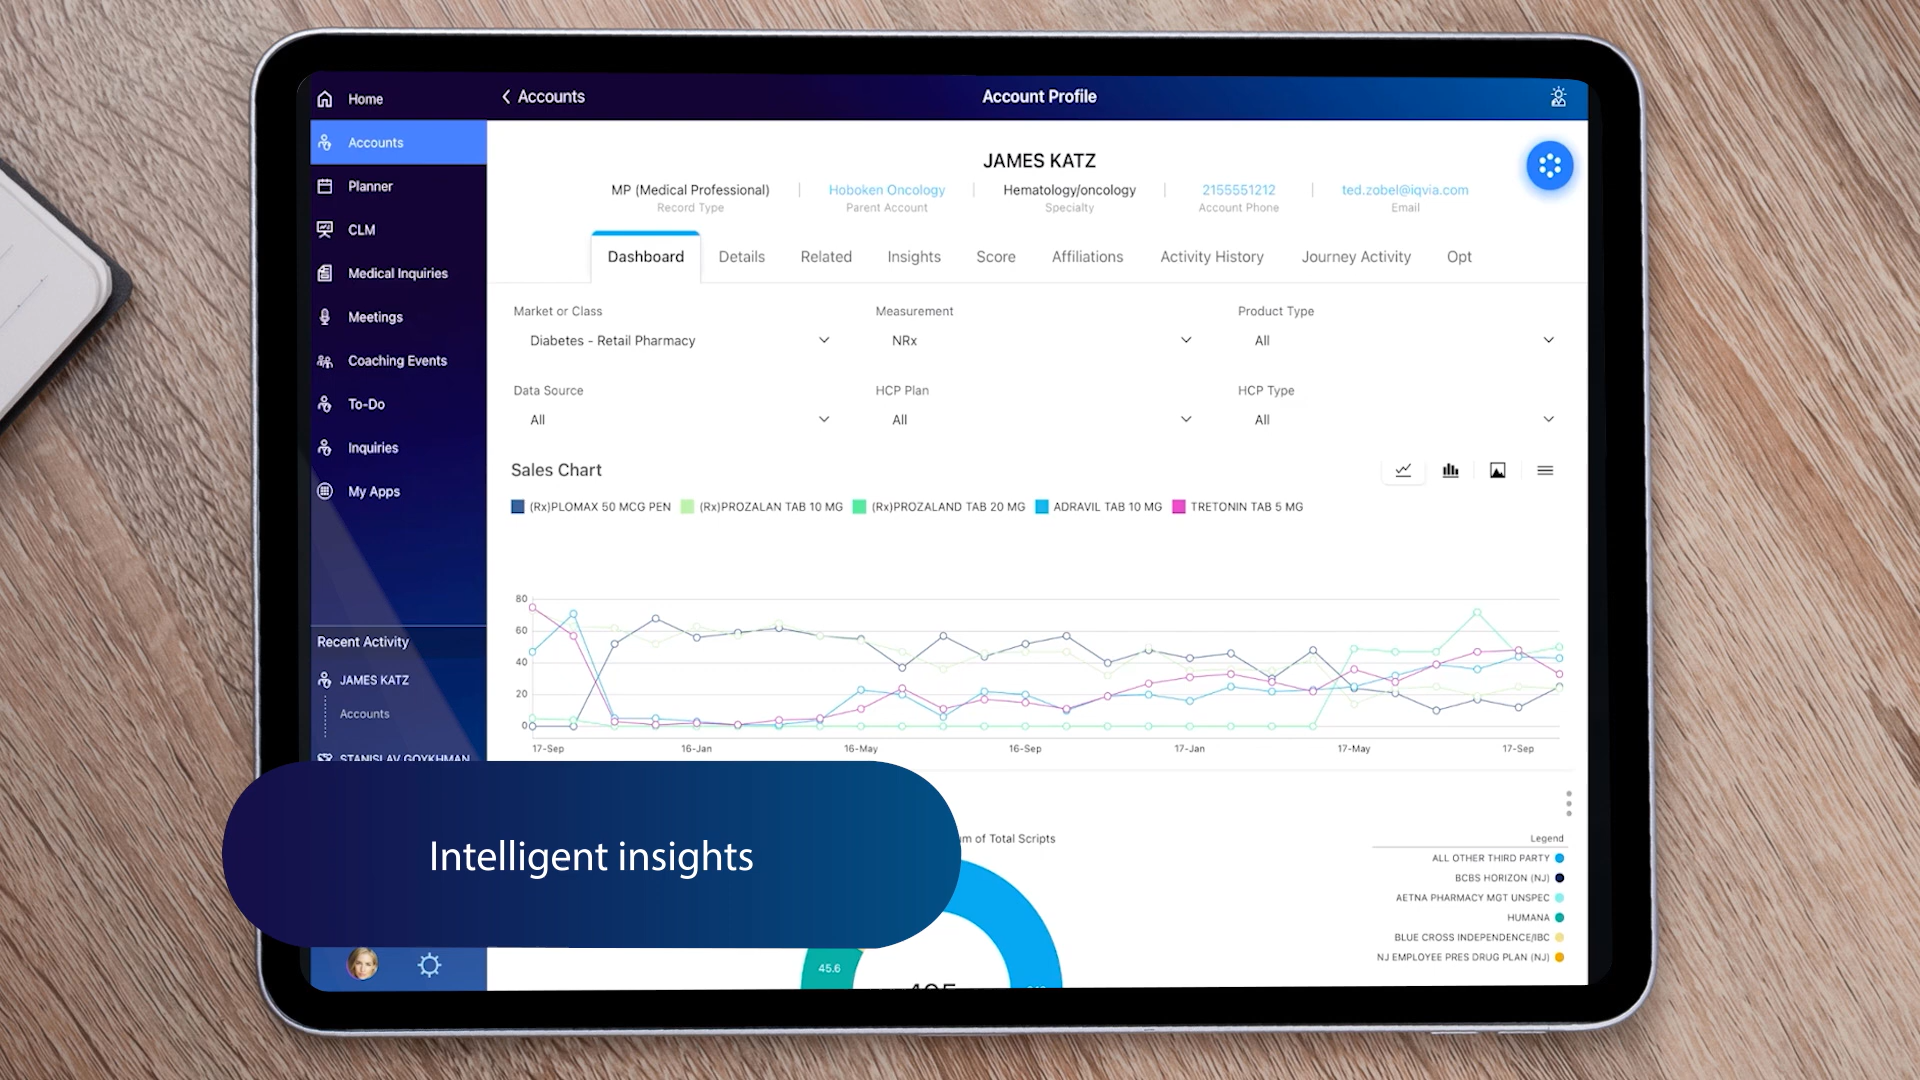 Home
Accounts
Planner
CLM
Medical Inquiries
Meetings
Coaching Events
To-Do
Inquiries
My Apps
Recent Activity
JAMES KATZ
Accounts
STANISLAV GOYKHMAN
Accounts
Account Profile
JAMES KATZ
MP (Medical Professional) Hoboken Oncology Hematology/oncology 2155551212 ted.zobel@iqvia.com
Record Type Parent Account Specialty Account Phone Email
Dashboard Details Related Insights Score Affiliations Activity History Journey Activity Opt
Market or Class Measurement Product Type
Diabetes - Retail Pharmacy NRx All
Data Source HCP Plan HCP Type
All All All
Sales Chart
(Rx)PLOMAX 50 MCG PEN (Rx)PROZALAN TAB 10 MG (Rx)PROZALAND TAB 20 MG ADRAVIL TAB 10 MG TRETONIN TAB 5 MG
80
60
40
20
0
17-Sep 16-Jan 16-May 16-Sep 17-Jan 17-May 17-Sep
of Total Scripts
Legend
ALL OTHER THIRD PARTY
BCBS HORIZON (NJ)
AETNA PHARMACY MGT UNSPEC
HUMANA
BLUE CROSS INDEPENDENCE/IBC
NJ EMPLOYEE PRES DRUG PLAN (NJ)
45.6
Intelligent insights